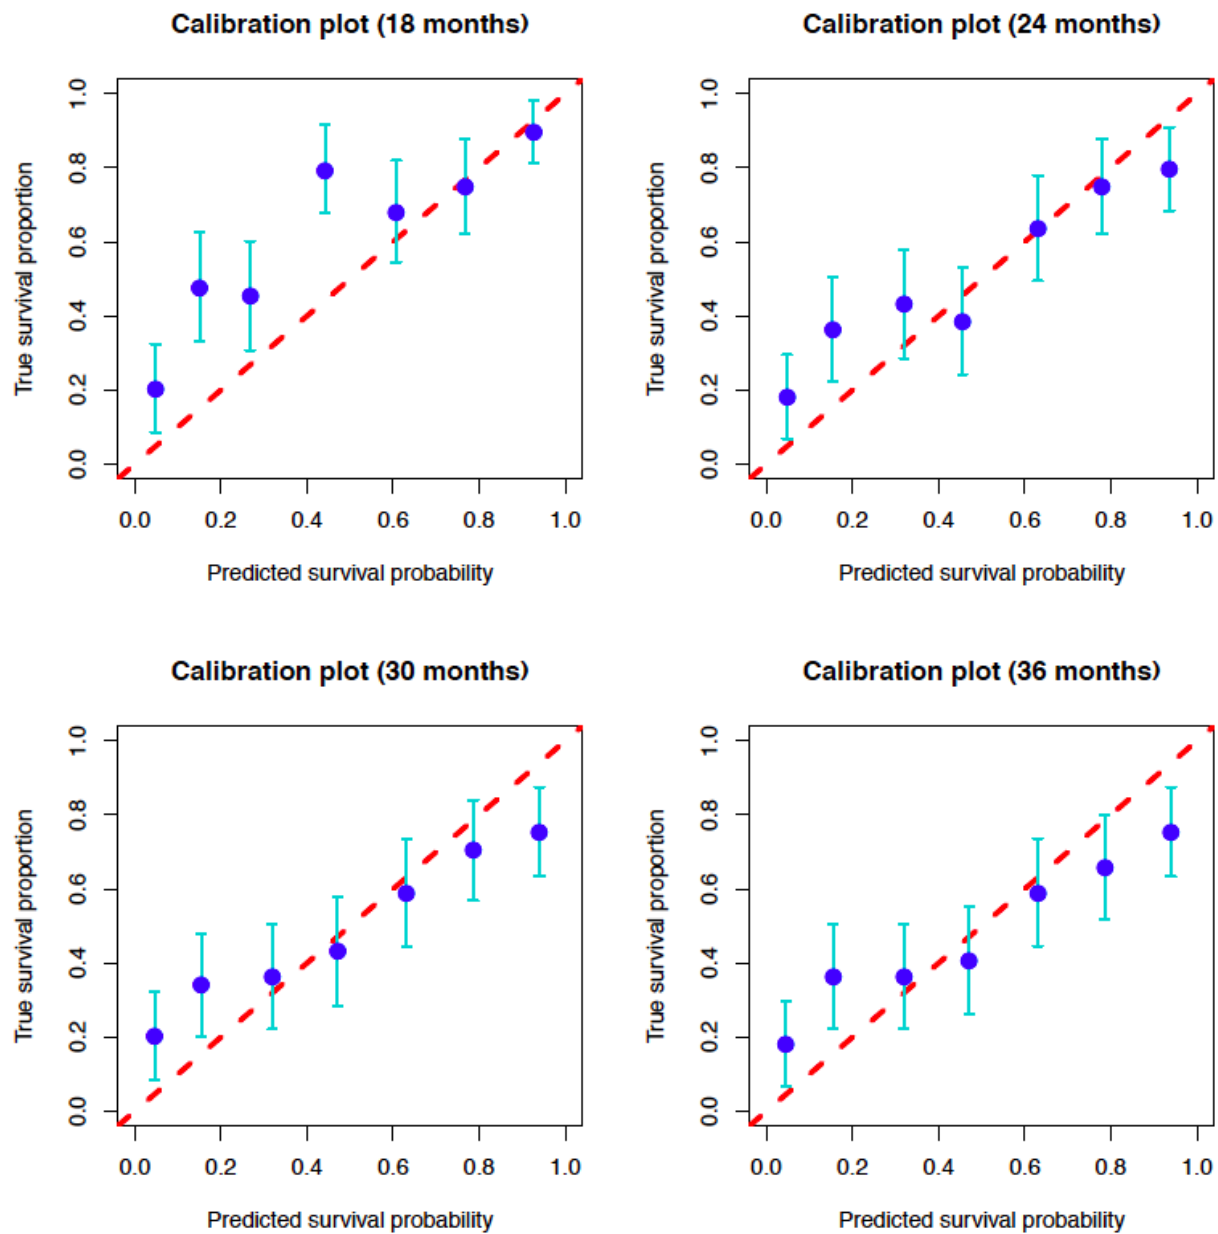 Calibration plot (18 months)
True survival proportion
1.0
0.8
0.6
0.4
0.2
0.0
0.0 0.2 0.4 0.6 0.8 1.0
Predicted survival probability
Calibration plot (24 months)
True survival proportion
1.0
0.8
0.6
0.4
0.2
0.0
0.0 0.2 0.4 0.6 0.8 1.0
Predicted survival probability
Calibration plot (30 months)
True survival proportion
1.0
0.8
0.6
0.4
0.2
0.0
0.0 0.2 0.4 0.6 0.8 1.0
Predicted survival probability
Calibration plot (36 months)
True survival proportion
1.0
0.8
0.6
0.4
0.2
0.0
0.0 0.2 0.4 0.6 0.8 1.0
Predicted survival probability